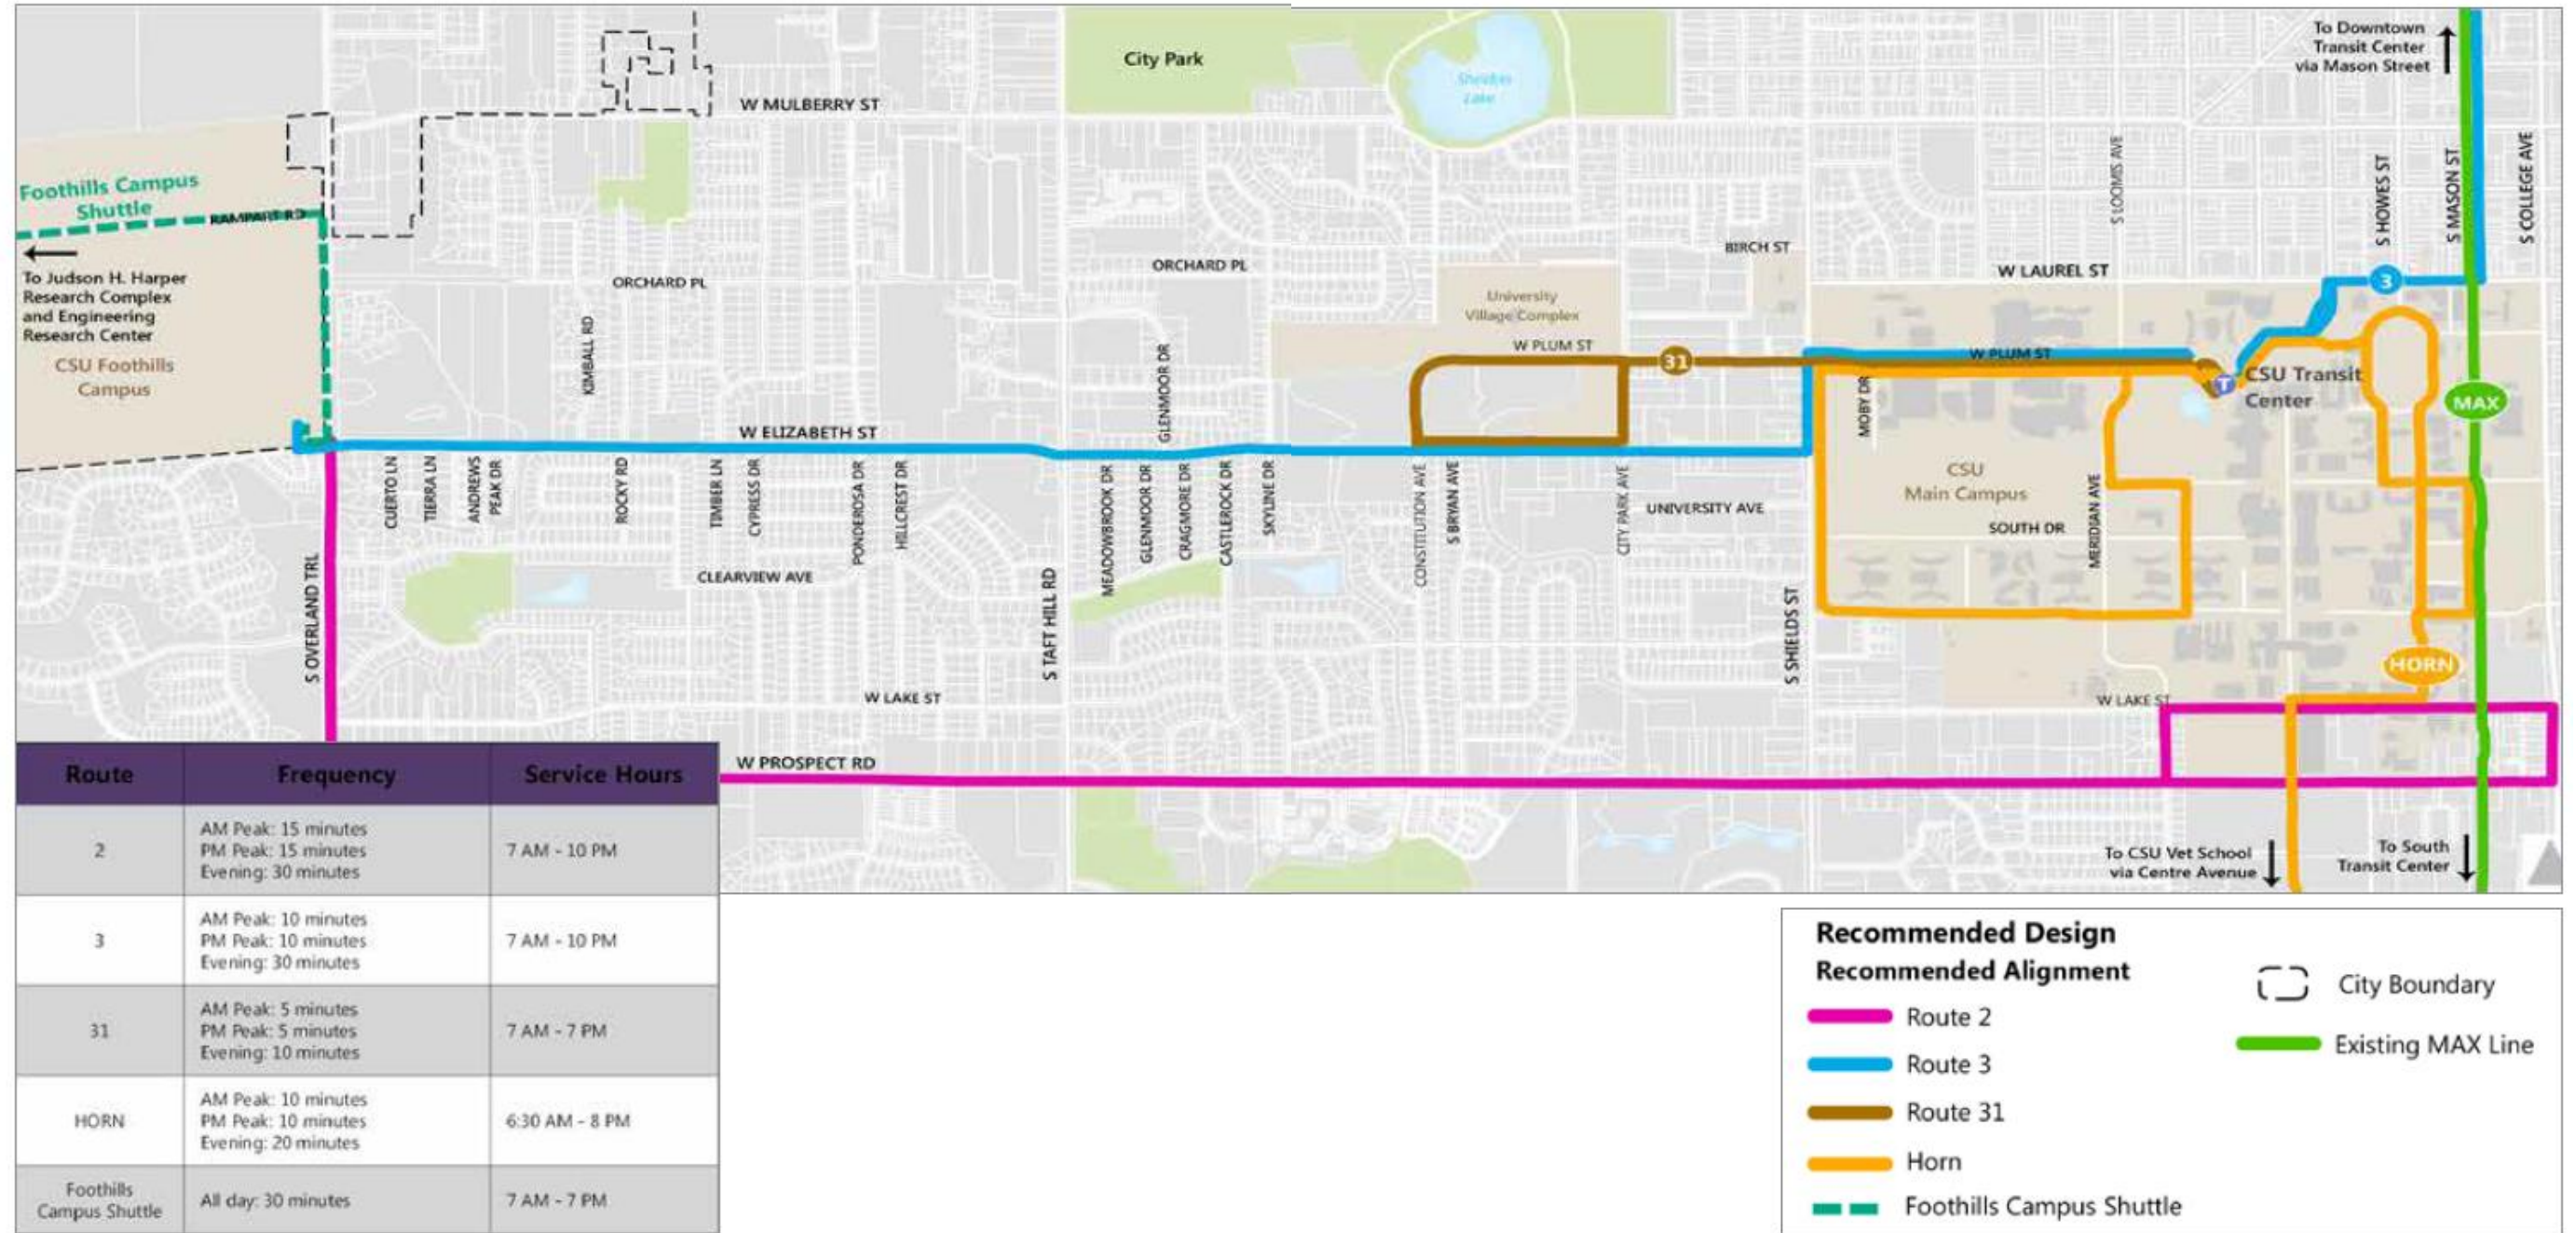 City Park
Sheldon
Lake
To Downtown
Transit Center
via Mason Street
W MULBERRY ST
S LOOMIS AVE
S HOWES ST
S MASON ST
S COLLEGE AVE
Foothills Campus
Shuttle
RAMPART RD
To Judson H. Harper
Research Complex
and Engineering
Research Center
CSU Foothills
Campus
ORCHARD PL
ORCHARD PL
BIRCH ST
W LAUREL ST
3
University
Village Complex
KIMBALL RD
GLENMOOR DR
W PLUM ST
31
W PLUM ST
MOBY DR
T
CSU Transit
Center
MAX
W ELIZABETH ST
CUERTO LN
TIERRA LN
ANDREWS
PEAK DR
ROCKY RD
TIMBER LN
CYPRESS DR
PONDEROSA DR
HILLCREST DR
MEADOWBROOK DR
GLENMOOR DR
CRAGMORE DR
CASTLEROCK DR
SKYLINE DR
CONSTITUTION AVE
S BRYAN AVE
CITY PARK AVE
UNIVERSITY AVE
CSU
Main Campus
SOUTH DR
MERIDIAN AVE
S OVERLAND TRL
CLEARVIEW AVE
S TAFT HILL RD
S SHIELDS ST
HORN
W LAKE ST
W LAKE ST
W PROSPECT RD
To CSU Vet School
via Centre Avenue
To South
Transit Center
Route Frequency Service Hours
2 AM Peak: 15 minutes
PM Peak: 15 minutes 7 AM - 10 PM
Evening: 30 minutes
3 AM Peak: 10 minutes
PM Peak: 10 minutes 7 AM - 10 PM
Evening: 30 minutes
31 AM Peak: 5 minutes
PM Peak: 5 minutes 7 AM - 7 PM
Evening: 10 minutes
HORN AM Peak: 10 minutes
PM Peak: 10 minutes 6:30 AM - 8 PM
Evening: 20 minutes
Foothills
Campus Shuttle All day: 30 minutes 7 AM - 7 PM
Recommended Design
Recommended Alignment
Route 2
Route 3
Route 31
Horn
Foothills Campus Shuttle
City Boundary
Existing MAX Line